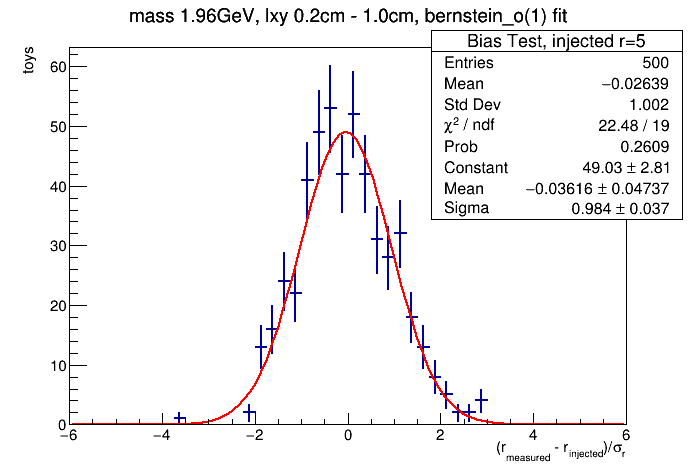 mass 1.96GeV, lxy 0.2cm - 1.0cm, bernstein_o(1) fit
toys
Bias Test, injected r=5
Entries 500
Mean −0.02639
Std Dev 1.002
χ² / ndf 22.48 / 19
Prob 0.2609
Constant 49.03 ± 2.81
Mean −0.03616 ± 0.04737
Sigma 0.984 ± 0.037
60
50
40
30
20
10
0
−6 −4 −2 0 2 4 6
(r_measured - r_injected)/σ_r